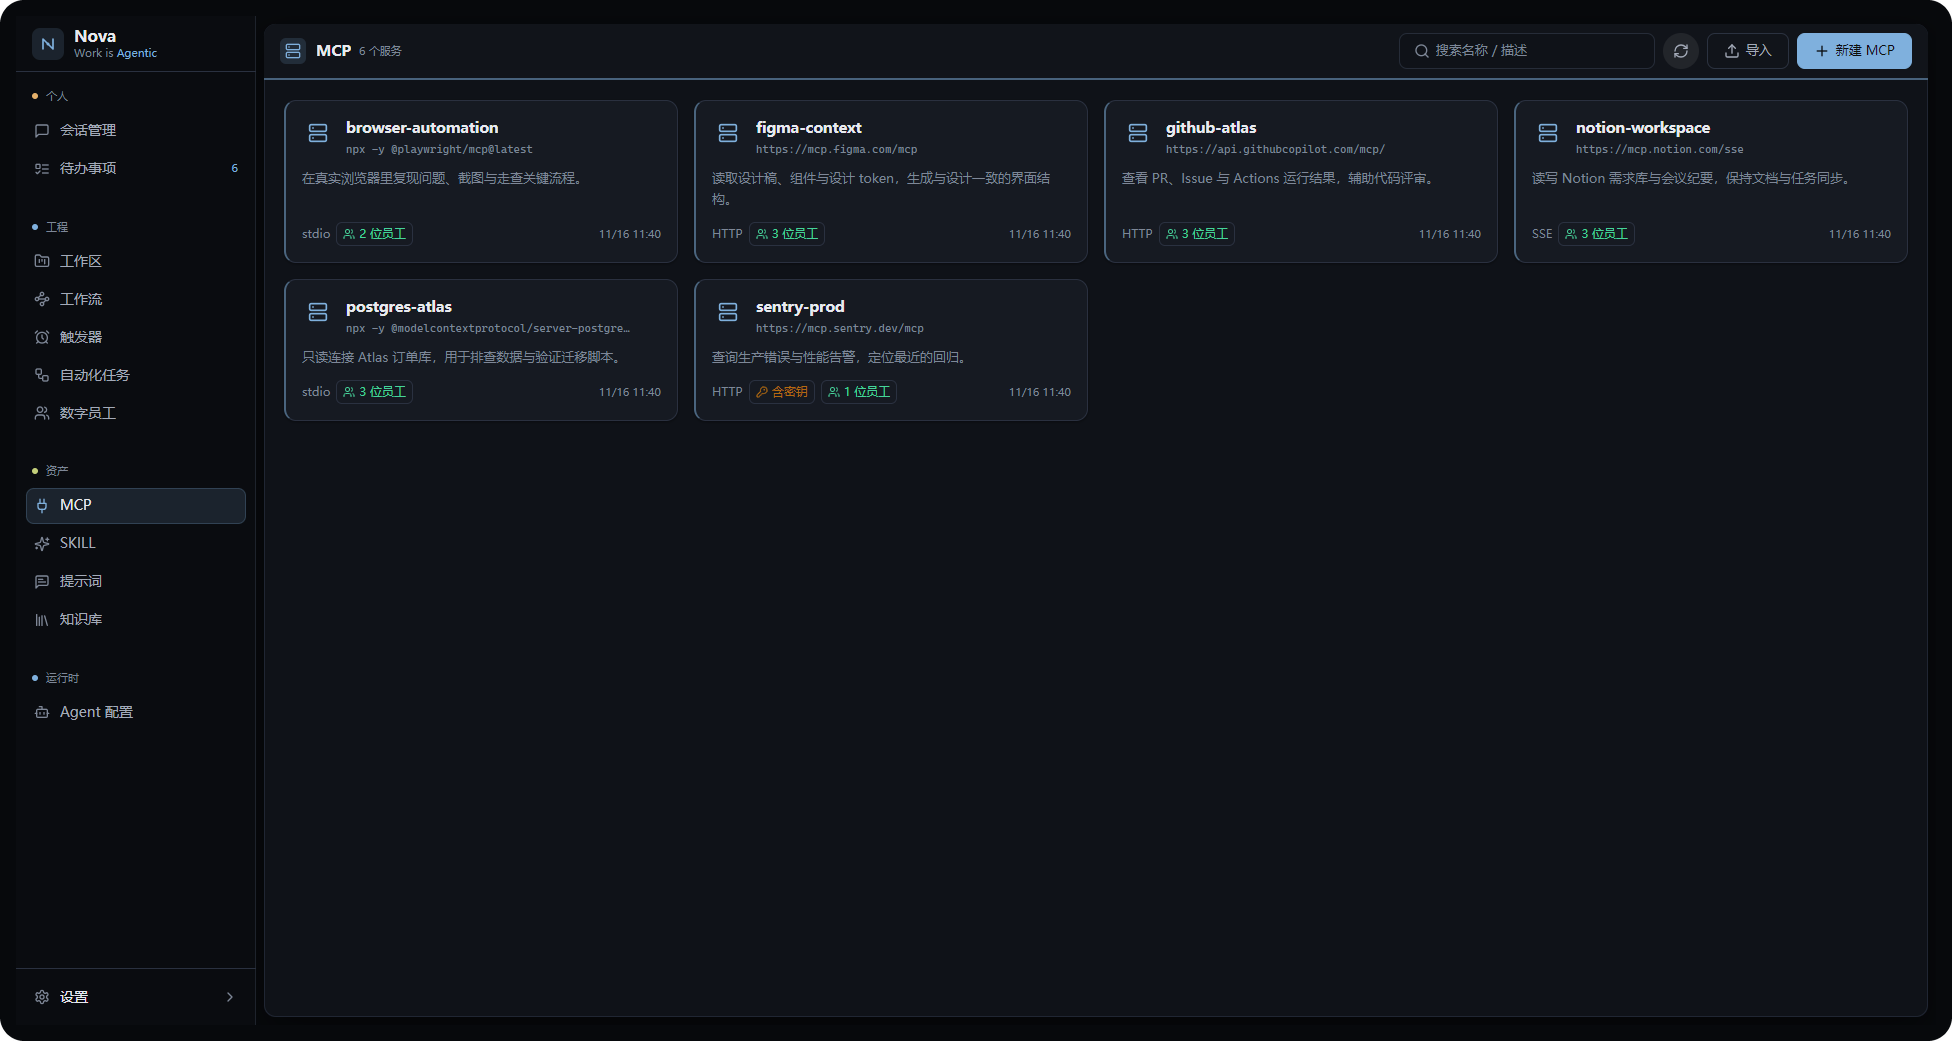 Nova
Work is Agentic
个人
会话管理
待办事项 6
工程
工作区
工作流
触发器
自动化任务
数字员工
资产
MCP
SKILL
提示词
知识库
运行时
Agent 配置
设置
MCP 6 个服务
搜索名称 / 描述
导入
新建 MCP
browser-automation
npx -y @playwright/mcp@latest
在真实浏览器里复现问题、截图与走查关键流程。
stdio 2 位员工 11/16 11:40
figma-context
https://mcp.figma.com/mcp
读取设计稿、组件与设计 token，生成与设计一致的界面结
构。
HTTP 3 位员工 11/16 11:40
github-atlas
https://api.githubcopilot.com/mcp/
查看 PR、Issue 与 Actions 运行结果，辅助代码评审。
HTTP 3 位员工 11/16 11:40
notion-workspace
https://mcp.notion.com/sse
读写 Notion 需求库与会议纪要，保持文档与任务同步。
SSE 3 位员工 11/16 11:40
postgres-atlas
npx -y @modelcontextprotocol/server-postgre…
只读连接 Atlas 订单库，用于排查数据与验证迁移脚本。
stdio 3 位员工 11/16 11:40
sentry-prod
https://mcp.sentry.dev/mcp
查询生产错误与性能告警，定位最近的回归。
HTTP 含密钥 1 位员工 11/16 11:40